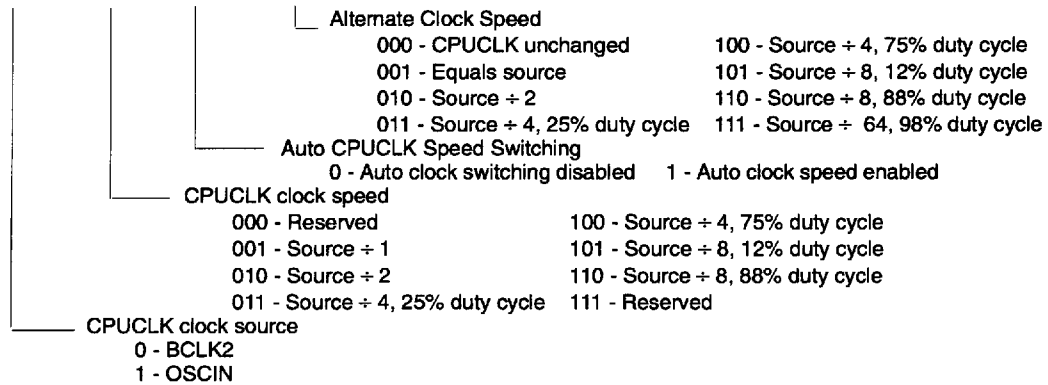 Alternate Clock Speed
000 - CPUCLK unchanged 100 - Source ÷ 4, 75% duty cycle
001 - Equals source 101 - Source ÷ 8, 12% duty cycle
010 - Source ÷ 2 110 - Source ÷ 8, 88% duty cycle
011 - Source ÷ 4, 25% duty cycle 111 - Source ÷ 64, 98% duty cycle
Auto CPUCLK Speed Switching
0 - Auto clock switching disabled 1 - Auto clock speed enabled
CPUCLK clock speed
000 - Reserved 100 - Source ÷ 4, 75% duty cycle
001 - Source ÷ 1 101 - Source ÷ 8, 12% duty cycle
010 - Source ÷ 2 110 - Source ÷ 8, 88% duty cycle
011 - Source ÷ 4, 25% duty cycle 111 - Reserved
CPUCLK clock source
0 - BCLK2
1 - OSCIN